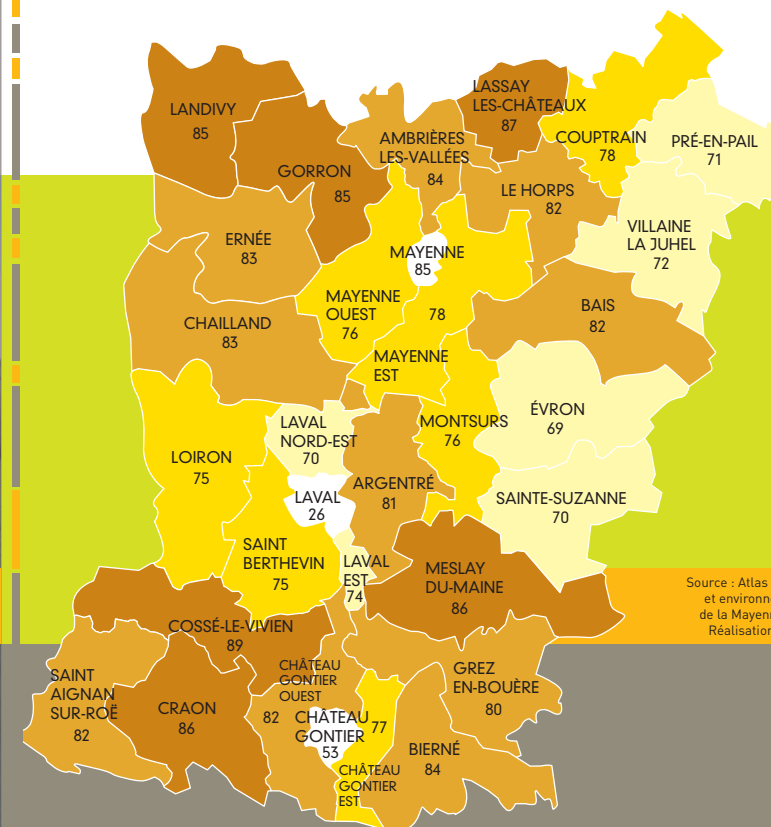 LANDIVY
85
GORRON
85
AMBRIÈRES
LES-VALLÉES
84
LASSAY
LES-CHÂTEAUX
87
COUPTRAIN
78
PRÉ-EN-PAIL
71
LE HORPS
82
VILLAINE
LA JUHEL
72
ERNÉE
83
MAYENNE
85
MAYENNE
OUEST
76
78
MAYENNE
EST
BAIS
82
CHAILLAND
83
LOIRON
75
LAVAL
NORD-EST
70
MONTSURS
76
ÉVRON
69
LAVAL
26
ARGENTRÉ
81
SAINTE-SUZANNE
70
SAINT
BERTHEVIN
75
LAVAL
EST
74
MESLAY
DU-MAINE
86
Source : Atlas
et environne
de la Mayenn
Réalisation
COSSÉ-LE-VIVIEN
89
SAINT
AIGNAN
SUR-ROË
82
CRAON
86
CHÂTEAU
GONTIER
OUEST
82
CHÂTEAU
GONTIER
53
77
CHÂTEAU
GONTIER
EST
GREZ
EN-BOUÈRE
80
BIERNÉ
84